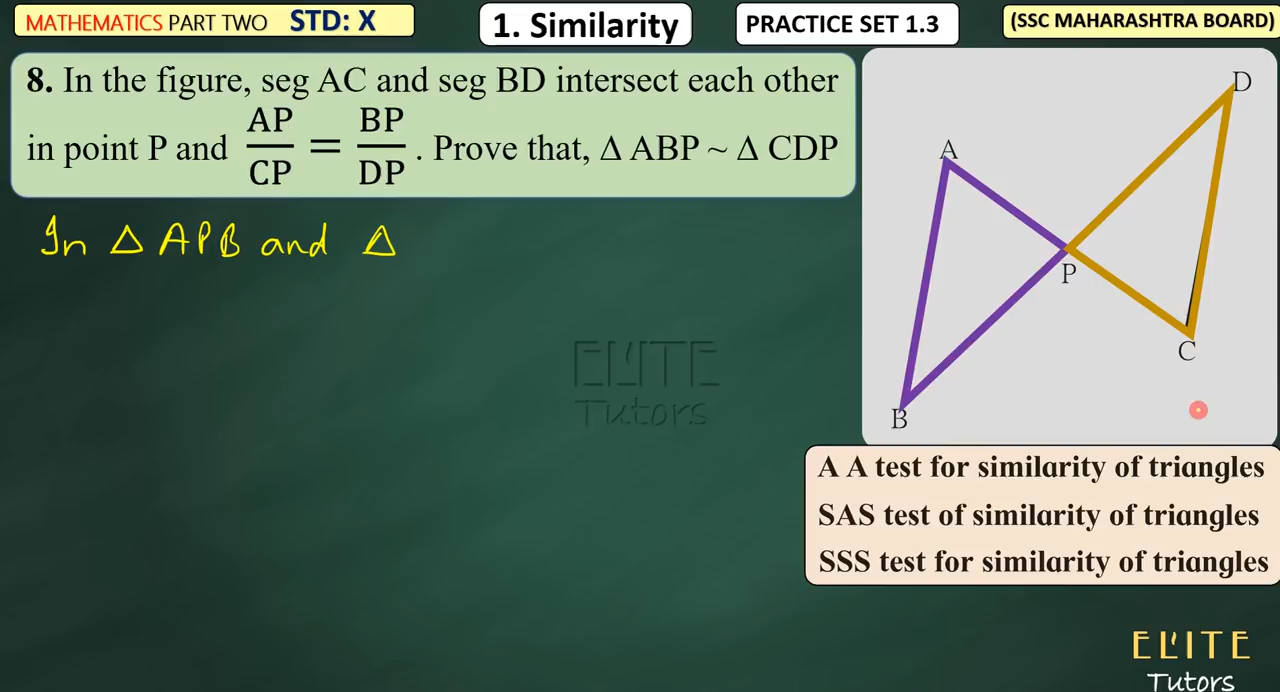 MATHEMATICS PART TWO STD: X
1. Similarity
PRACTICE SET 1.3
(SSC MAHARASHTRA BOARD)
8. In the figure, seg AC and seg BD intersect each other
in point P and AP/CP = BP/DP . Prove that, Δ ABP ~ Δ CDP
In Δ APB and Δ
D
A
P
C
B
ELITE
Tutors
A A test for similarity of triangles
SAS test of similarity of triangles
SSS test for similarity of triangles
ELITE
Tutors